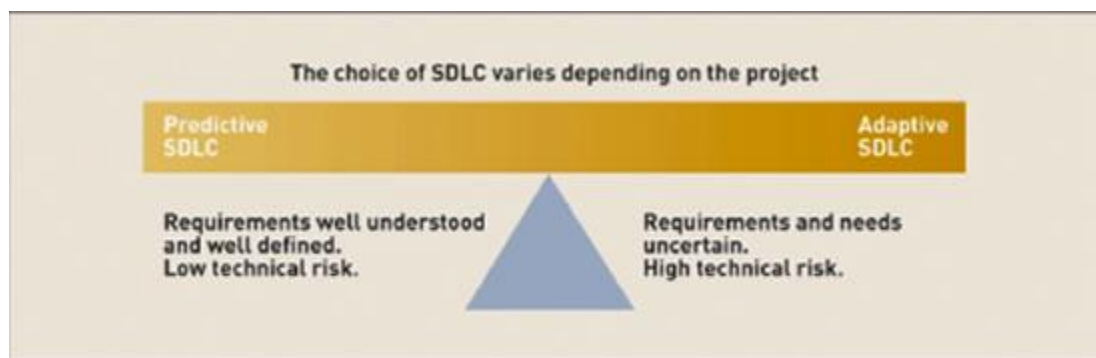 The choice of SDLC varies depending on the project
Predictive
SDLC
Adaptive
SDLC
Requirements well understood
and well defined.
Low technical risk.
Requirements and needs
uncertain.
High technical risk.